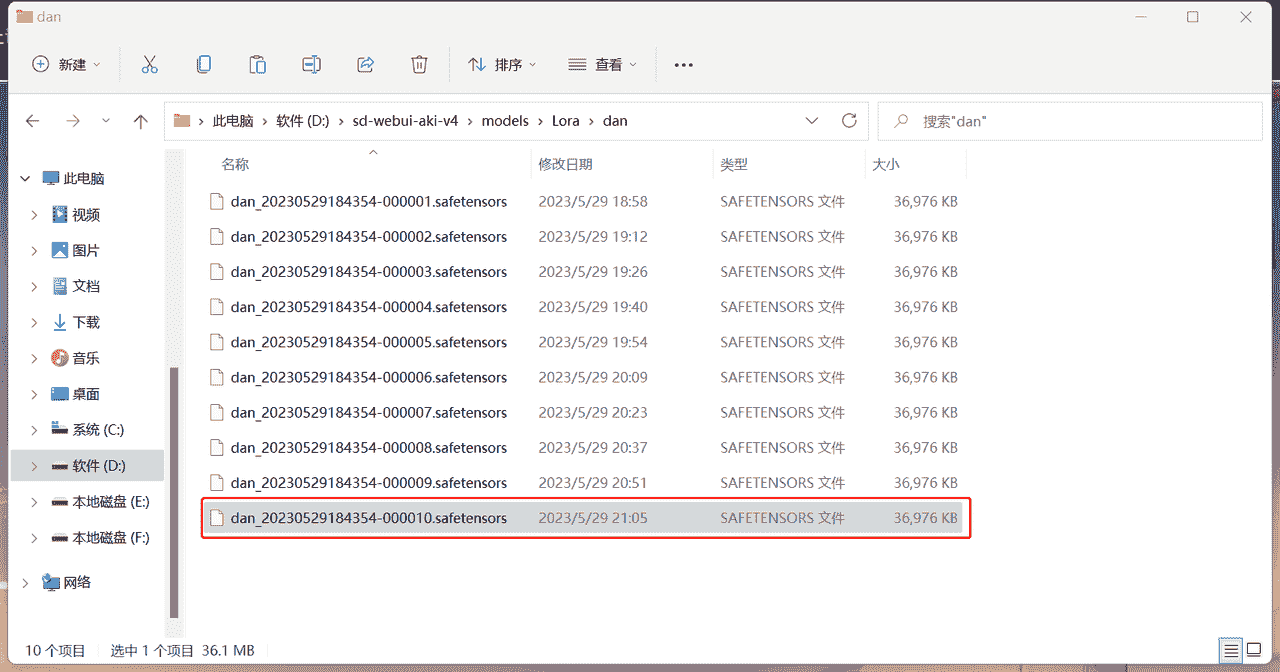 dan
新建
排序
查看
此电脑 › 软件 (D:) › sd-webui-aki-v4 › models › Lora › dan
搜索"dan"
此电脑
视频
图片
文档
下载
音乐
桌面
系统 (C:)
软件 (D:)
本地磁盘 (E:)
本地磁盘 (F:)
网络
名称 修改日期 类型 大小
dan_20230529184354-000001.safetensors 2023/5/29 18:58 SAFETENSORS 文件 36,976 KB
dan_20230529184354-000002.safetensors 2023/5/29 19:12 SAFETENSORS 文件 36,976 KB
dan_20230529184354-000003.safetensors 2023/5/29 19:26 SAFETENSORS 文件 36,976 KB
dan_20230529184354-000004.safetensors 2023/5/29 19:40 SAFETENSORS 文件 36,976 KB
dan_20230529184354-000005.safetensors 2023/5/29 19:54 SAFETENSORS 文件 36,976 KB
dan_20230529184354-000006.safetensors 2023/5/29 20:09 SAFETENSORS 文件 36,976 KB
dan_20230529184354-000007.safetensors 2023/5/29 20:23 SAFETENSORS 文件 36,976 KB
dan_20230529184354-000008.safetensors 2023/5/29 20:37 SAFETENSORS 文件 36,976 KB
dan_20230529184354-000009.safetensors 2023/5/29 20:51 SAFETENSORS 文件 36,976 KB
dan_20230529184354-000010.safetensors 2023/5/29 21:05 SAFETENSORS 文件 36,976 KB
10 个项目 选中 1 个项目 36.1 MB